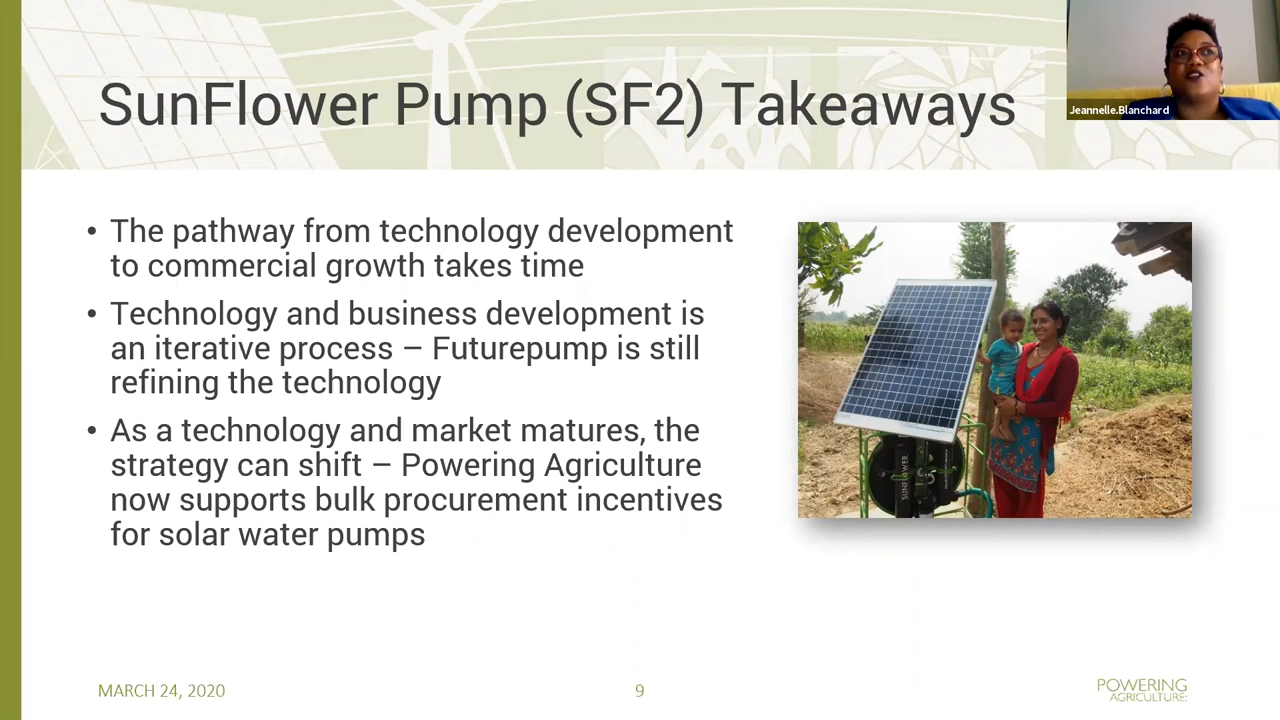 SunFlower Pump (SF2) Takeaways
Jeannelle.Blanchard
• The pathway from technology development
to commercial growth takes time
• Technology and business development is
an iterative process – Futurepump is still
refining the technology
• As a technology and market matures, the
strategy can shift – Powering Agriculture
now supports bulk procurement incentives
for solar water pumps
SUNFLOWER
MARCH 24, 2020
9
POWERING
AGRICULTURE: